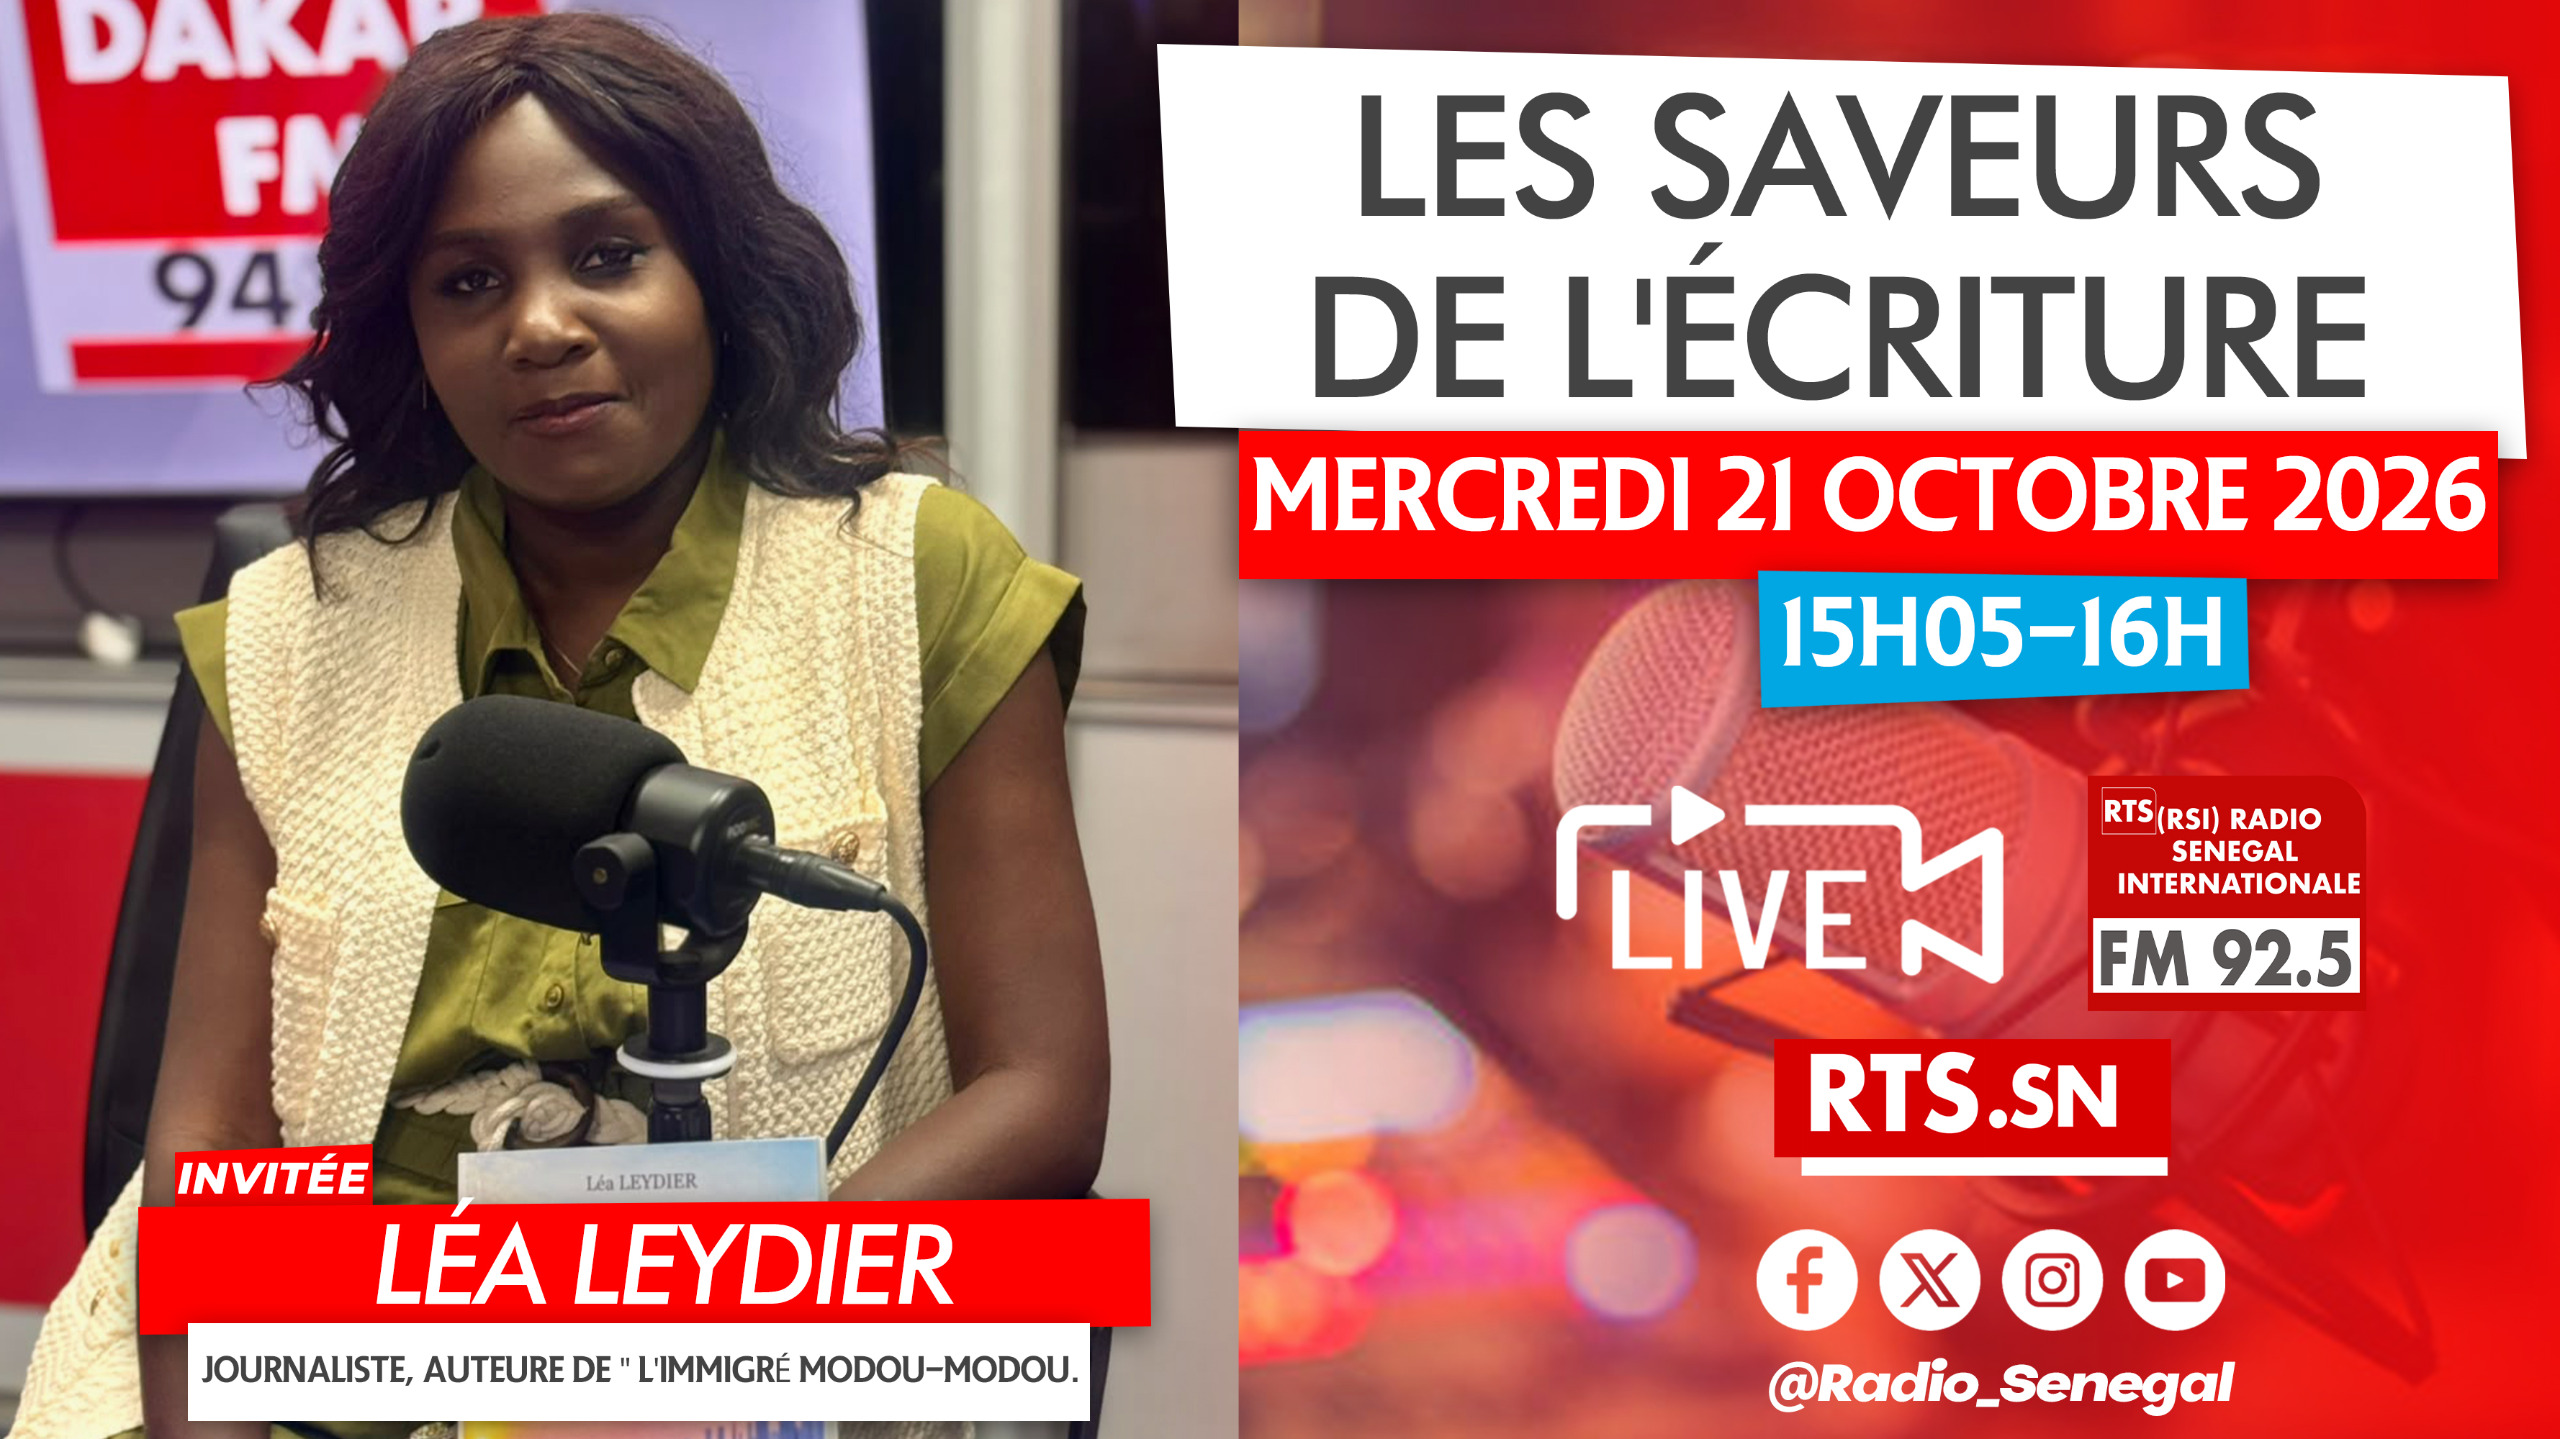 DAKAR
FM
94
LES SAVEURS
DE L'ÉCRITURE
MERCREDI 21 OCTOBRE 2026
15H05-16H
LIVE
RTS (RSI) RADIO
SENEGAL
INTERNATIONALE
FM 92.5
RTS.SN
@Radio_Senegal
Léa LEYDIER
INVITÉE
LÉA LEYDIER
JOURNALISTE, AUTEURE DE " L'IMMIGRÉ MODOU-MODOU.